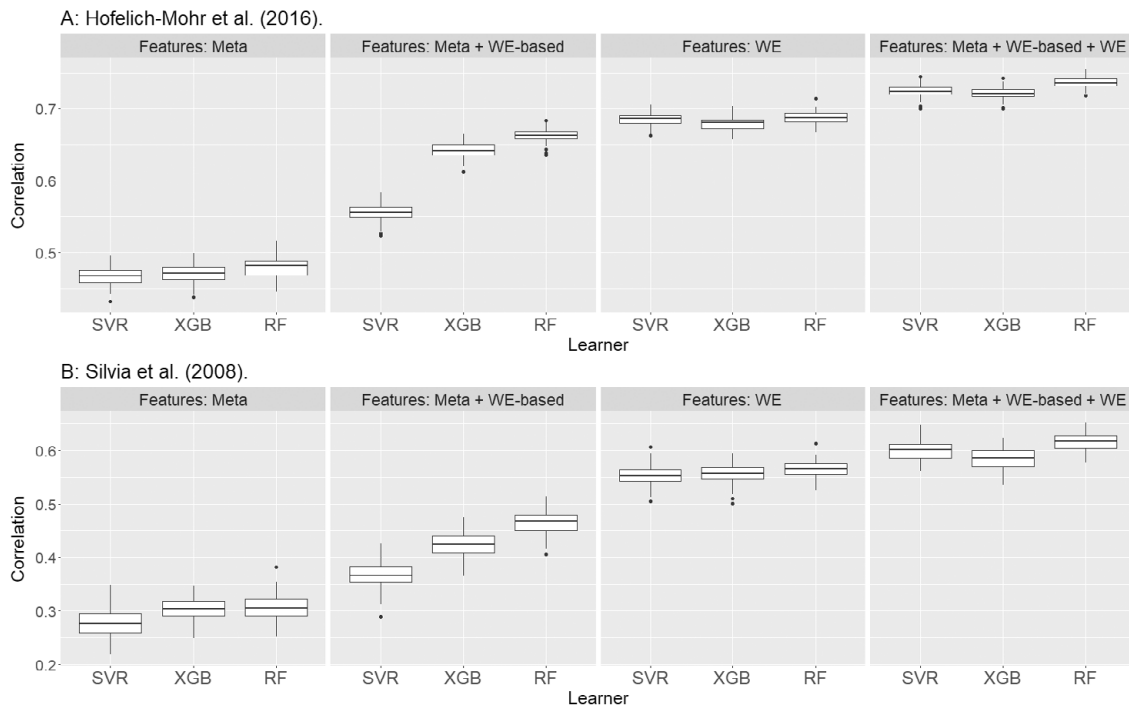 A: Hofelich-Mohr et al. (2016).
Features: Meta
Features: Meta + WE-based
Features: WE
Features: Meta + WE-based + WE
Correlation
0.7
0.6
0.5
SVR XGB RF
SVR XGB RF
SVR XGB RF
SVR XGB RF
Learner
B: Silvia et al. (2008).
Features: Meta
Features: Meta + WE-based
Features: WE
Features: Meta + WE-based + WE
Correlation
0.6
0.5
0.4
0.3
0.2
SVR XGB RF
SVR XGB RF
SVR XGB RF
SVR XGB RF
Learner